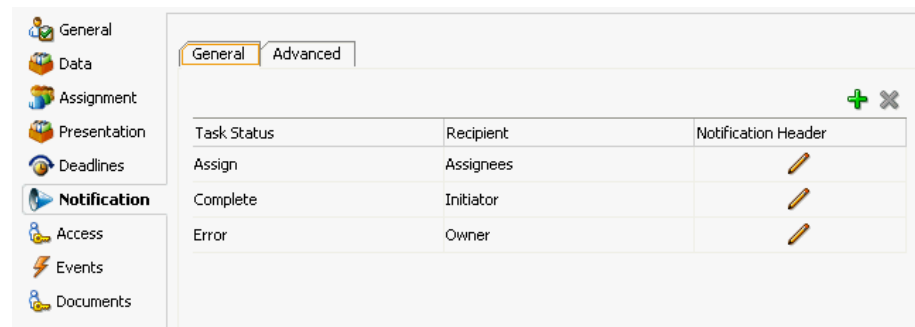 General
Data
Assignment
Presentation
Deadlines
Notification
Access
Events
Documents
General Advanced
Task Status Recipient Notification Header
Assign Assignees
Complete Initiator
Error Owner